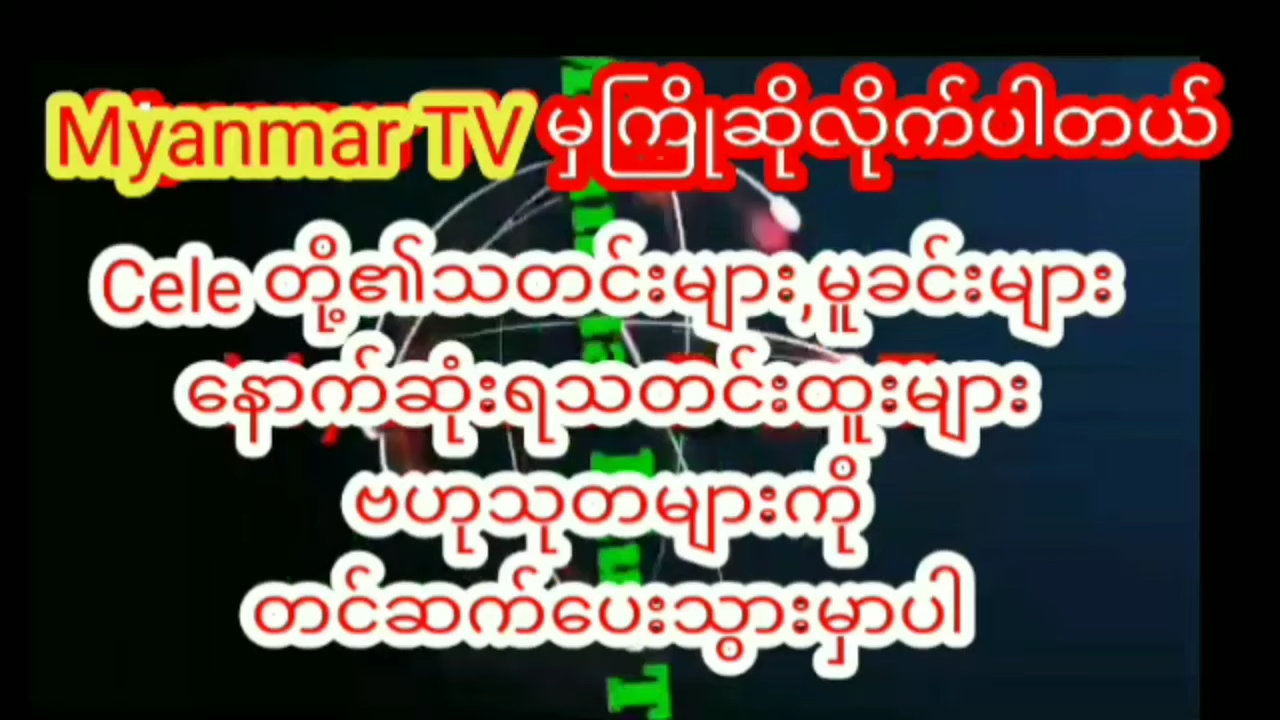 Myanmar TV မှကြိုဆိုလိုက်ပါတယ်
Cele တို့၏သတင်းများ,မူခင်းများ
နောက်ဆုံးရသတင်းထူးများ
ဗဟုသုတများကို
တင်ဆက်ပေးသွားမှာပါ